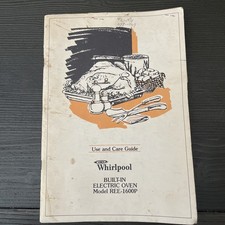 Use and Care Guide
Whirlpool
BUILT-IN
ELECTRIC OVEN
Model REE-1600P